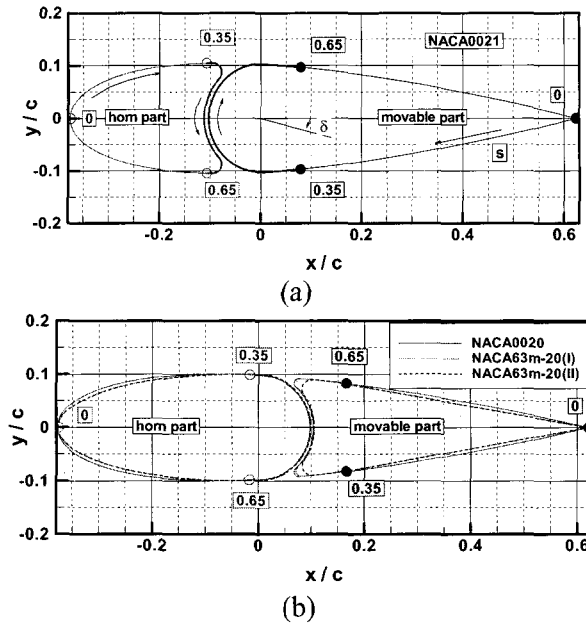 0.2
0.35
0.65
NACA0021
0.1
0
0
y / c
0
horn part
movable part
δ
-0.1
s
0.65
0.35
-0.2
-0.2
0
0.2
0.4
0.6
x / c
(a)
0.2
0.35
0.65
NACA0020
NACA63m-20(I)
NACA63m-20(II)
0.1
0
0
y / c
0
horn part
movable part
-0.1
0.65
0.35
-0.2
-0.2
0
0.2
0.4
0.6
x / c
(b)